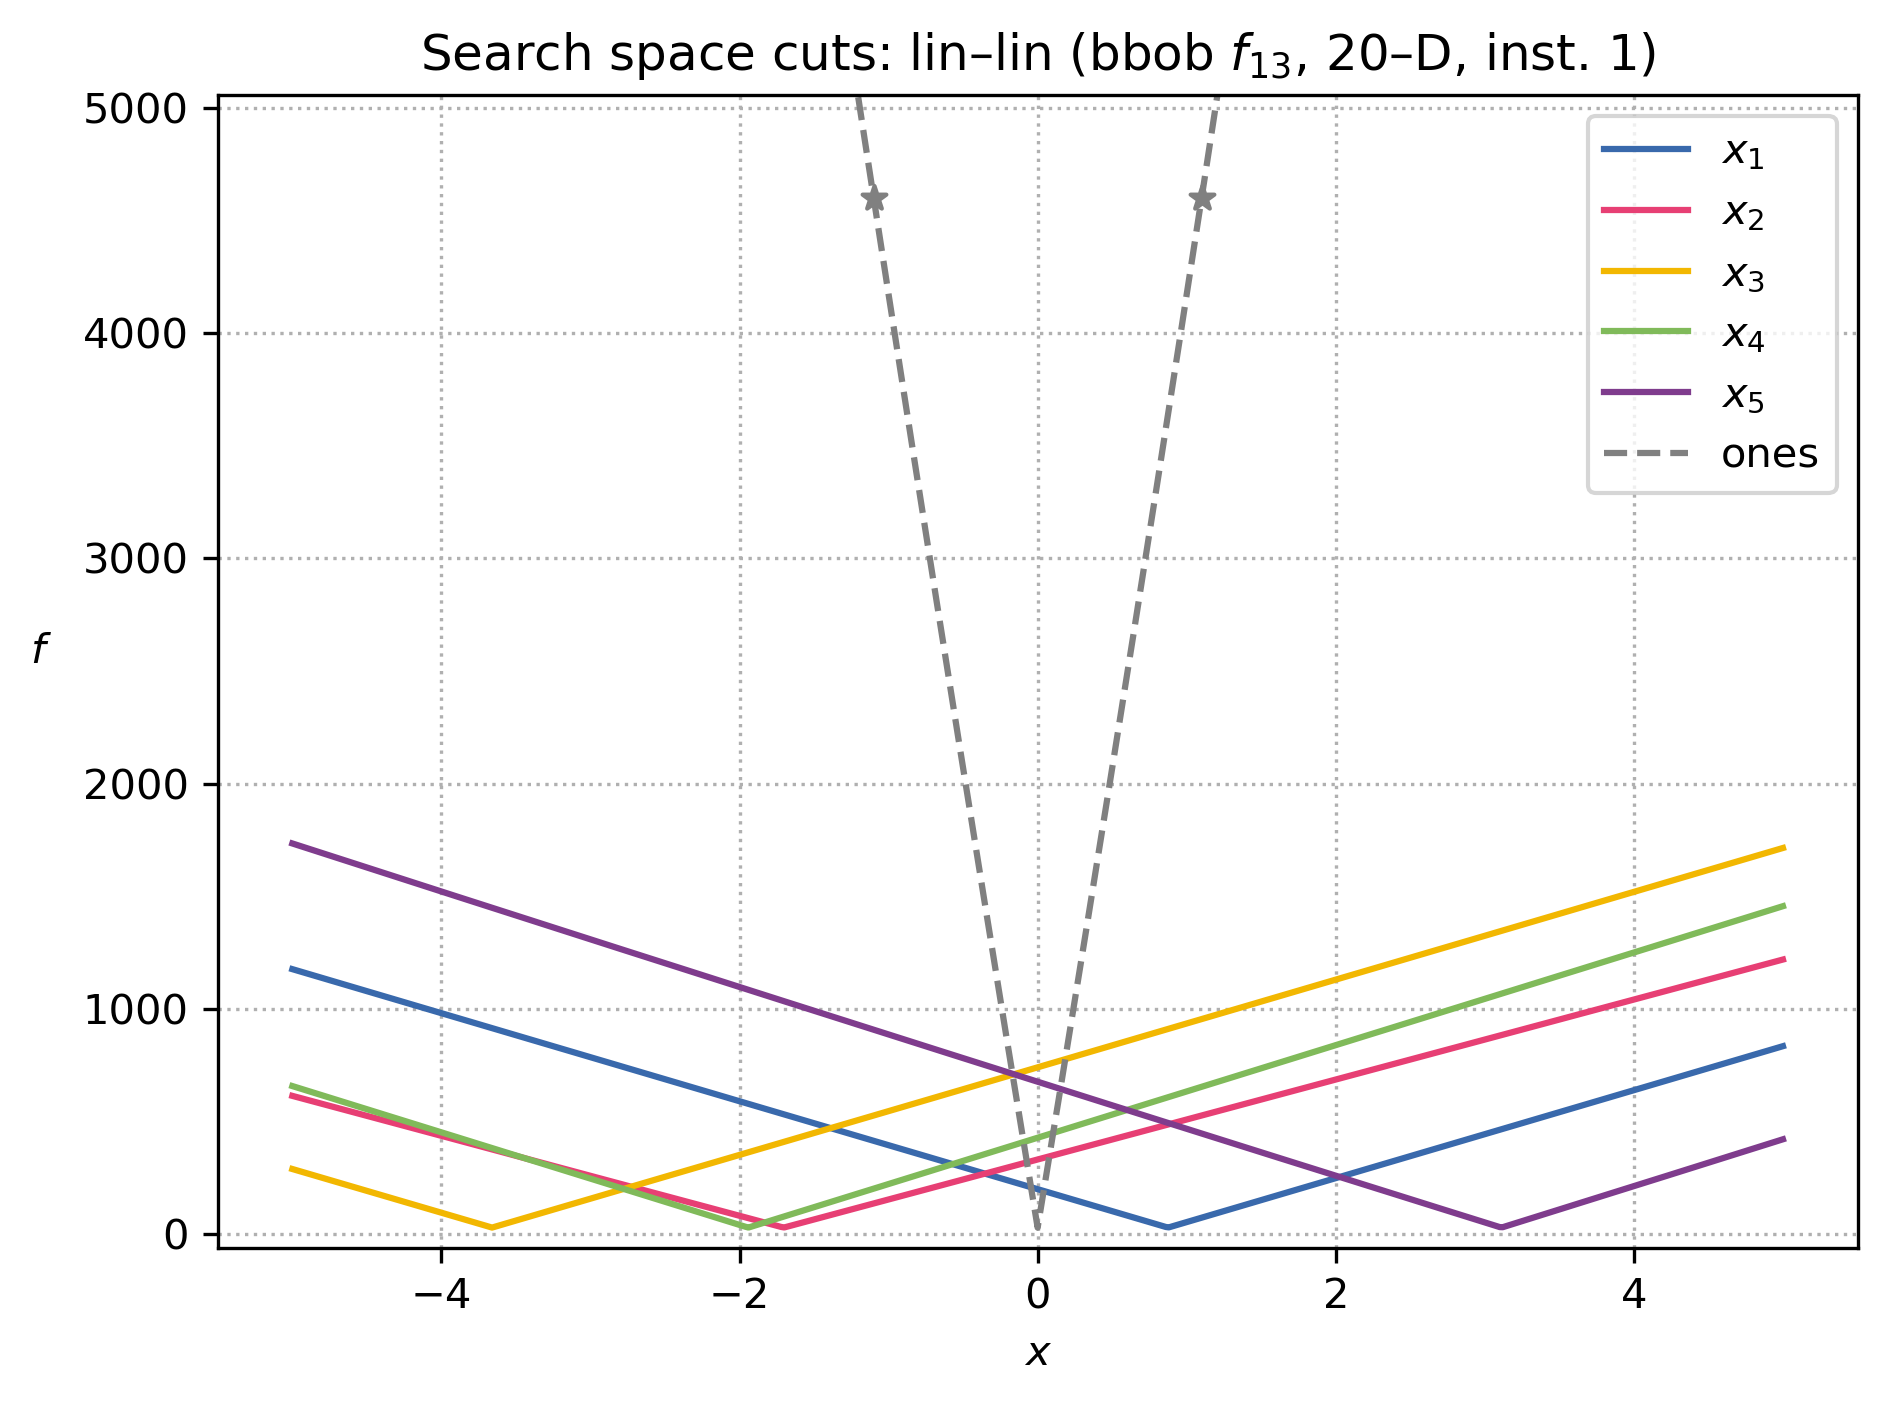 Search space cuts: lin–lin (bbob f₁₃, 20–D, inst. 1)
5000
4000
3000
2000
1000
0
f
−4
−2
0
2
4
x
x₁
x₂
x₃
x₄
x₅
ones